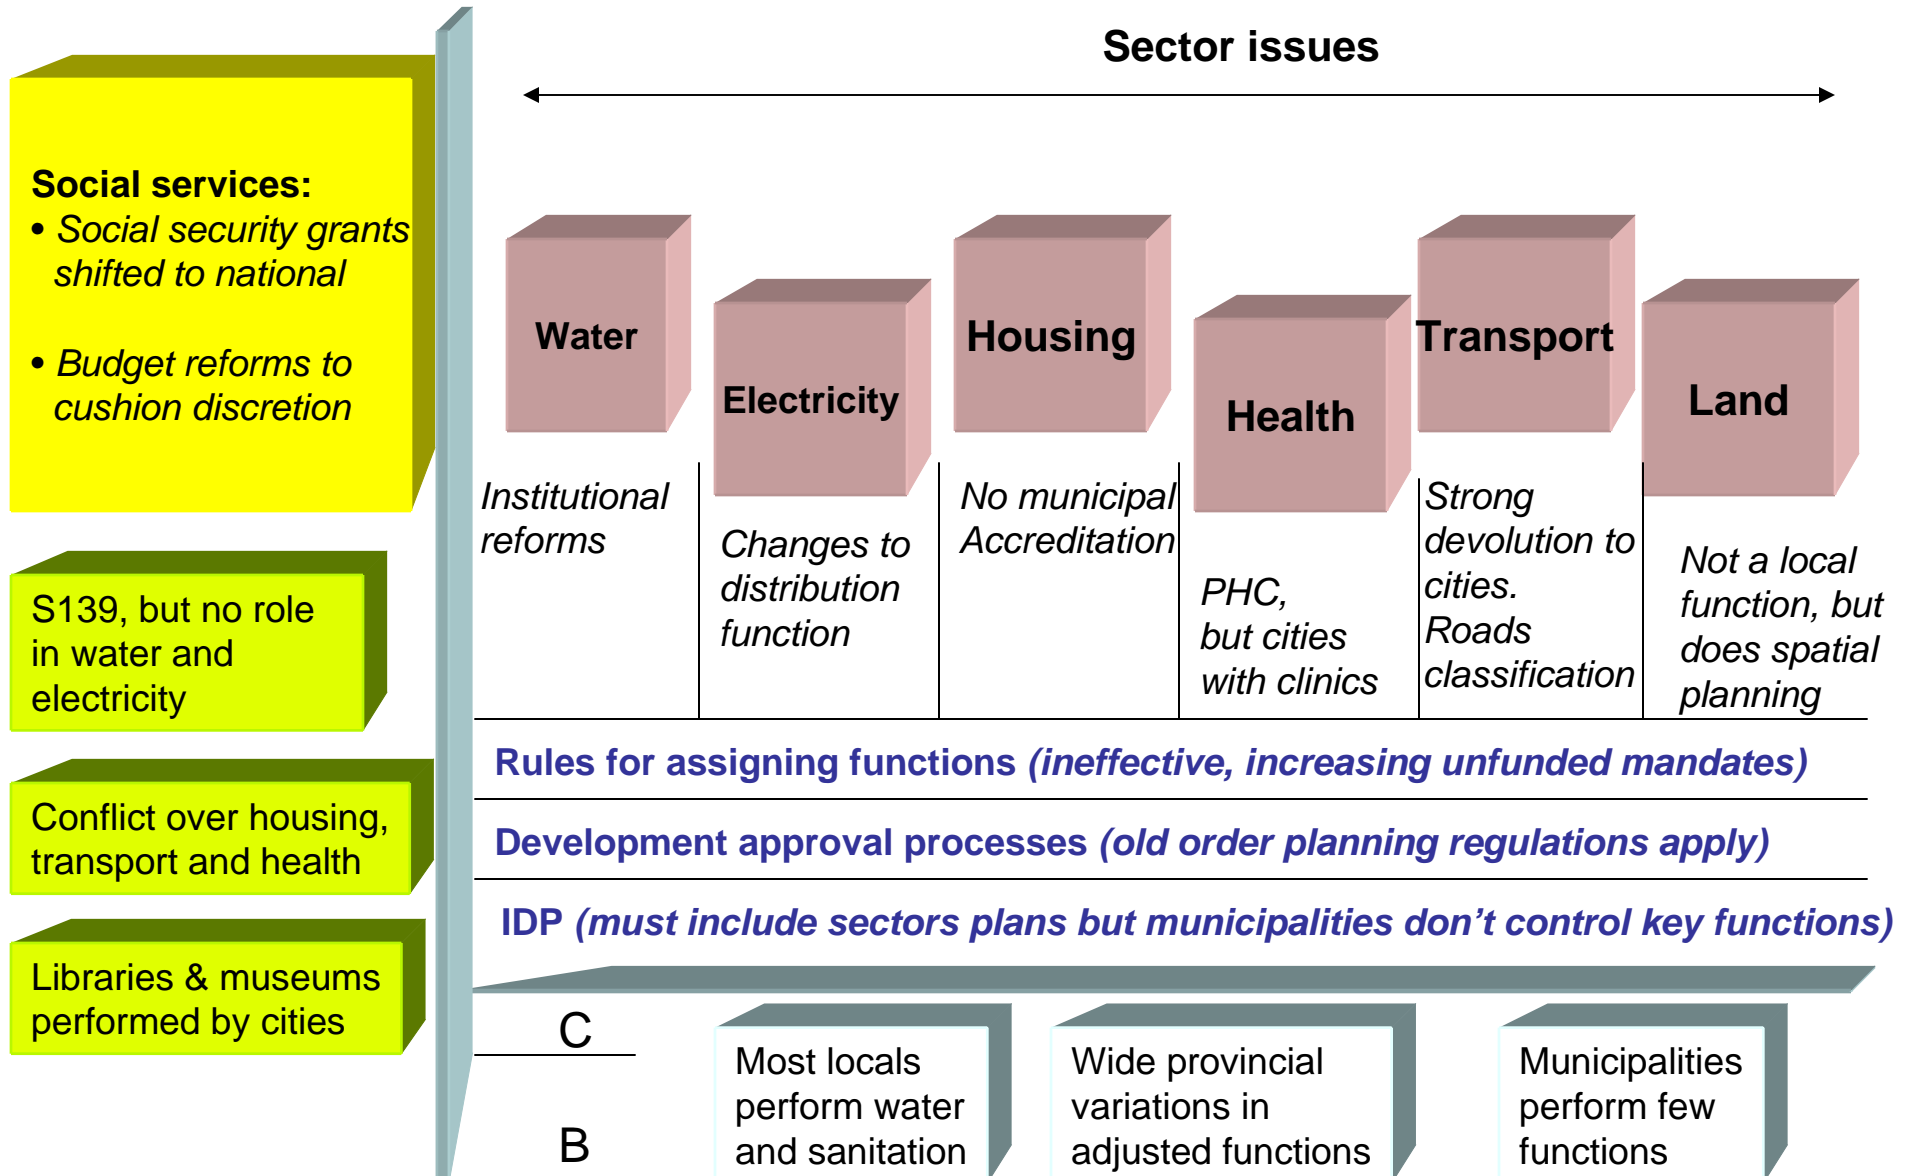 Sector issues
Social services:
• Social security grants
shifted to national
• Budget reforms to
cushion discretion
S139, but no role
in water and
electricity
Conflict over housing,
transport and health
Libraries & museums
performed by cities
Water
Electricity
Housing
Health
Transport
Land
Institutional
reforms
Changes to
distribution
function
No municipal
Accreditation
PHC,
but cities
with clinics
Strong
devolution to
cities.
Roads
classification
Not a local
function, but
does spatial
planning
Rules for assigning functions (ineffective, increasing unfunded mandates)
Development approval processes (old order planning regulations apply)
IDP (must include sectors plans but municipalities don’t control key functions)
C
B
Most locals
perform water
and sanitation
Wide provincial
variations in
adjusted functions
Municipalities
perform few
functions